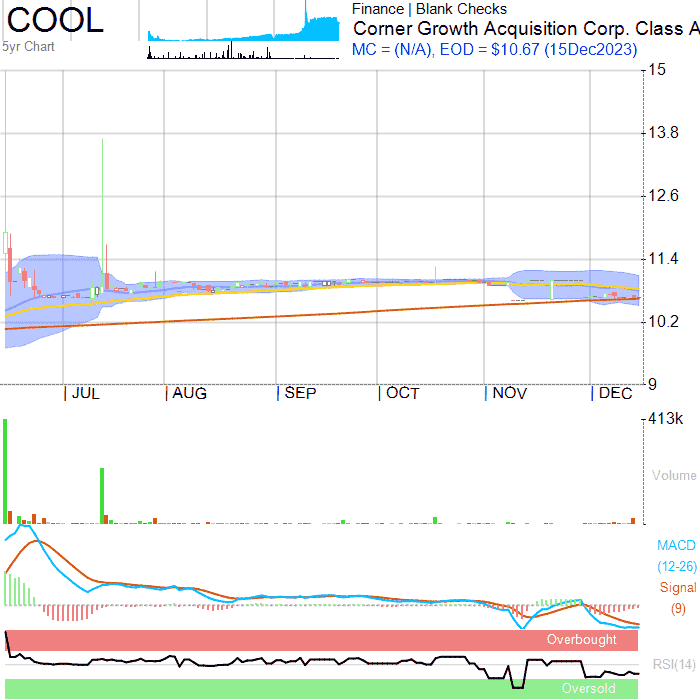 COOL
5yr Chart
Finance | Blank Checks
Corner Growth Acquisition Corp. Class A
MC = (N/A), EOD = $10.67 (15Dec2023)
15
13.8
12.6
11.4
10.2
9
JUL AUG SEP OCT NOV DEC
413k
Volume
MACD
(12-26)
Signal
(9)
Overbought
RSI(14)
Oversold